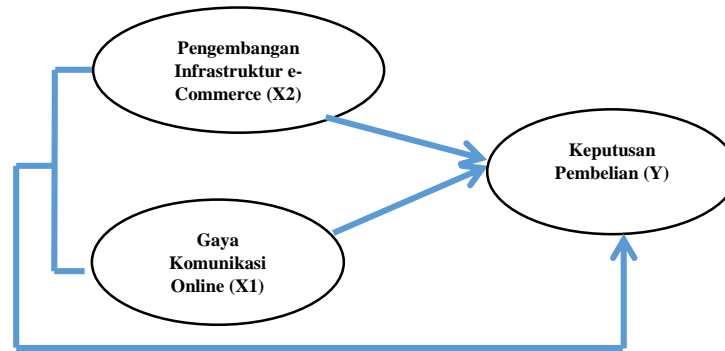 Pengembangan
Infrastruktur e-
Commerce (X2)
Keputusan
Pembelian (Y)
Gaya
Komunikasi
Online (X1)